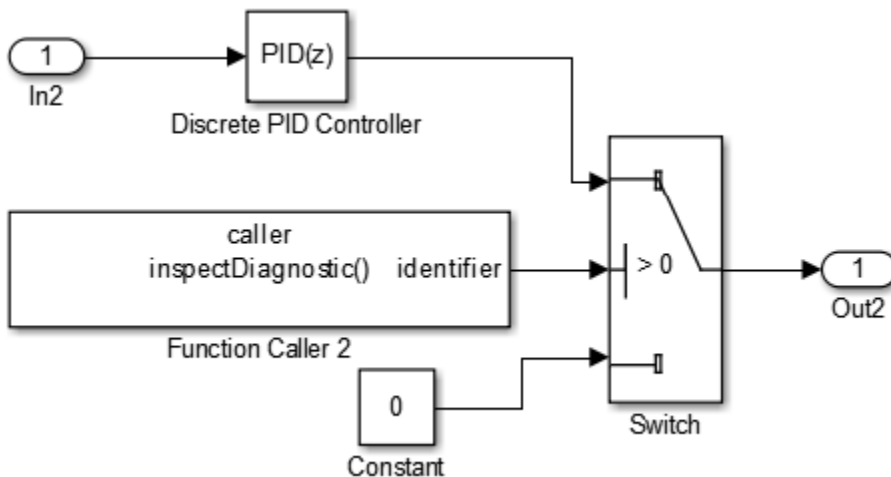 1
In2
PID(z)
Discrete PID Controller
caller
inspectDiagnostic() identifier
Function Caller 2
0
Constant
> 0
Switch
1
Out2